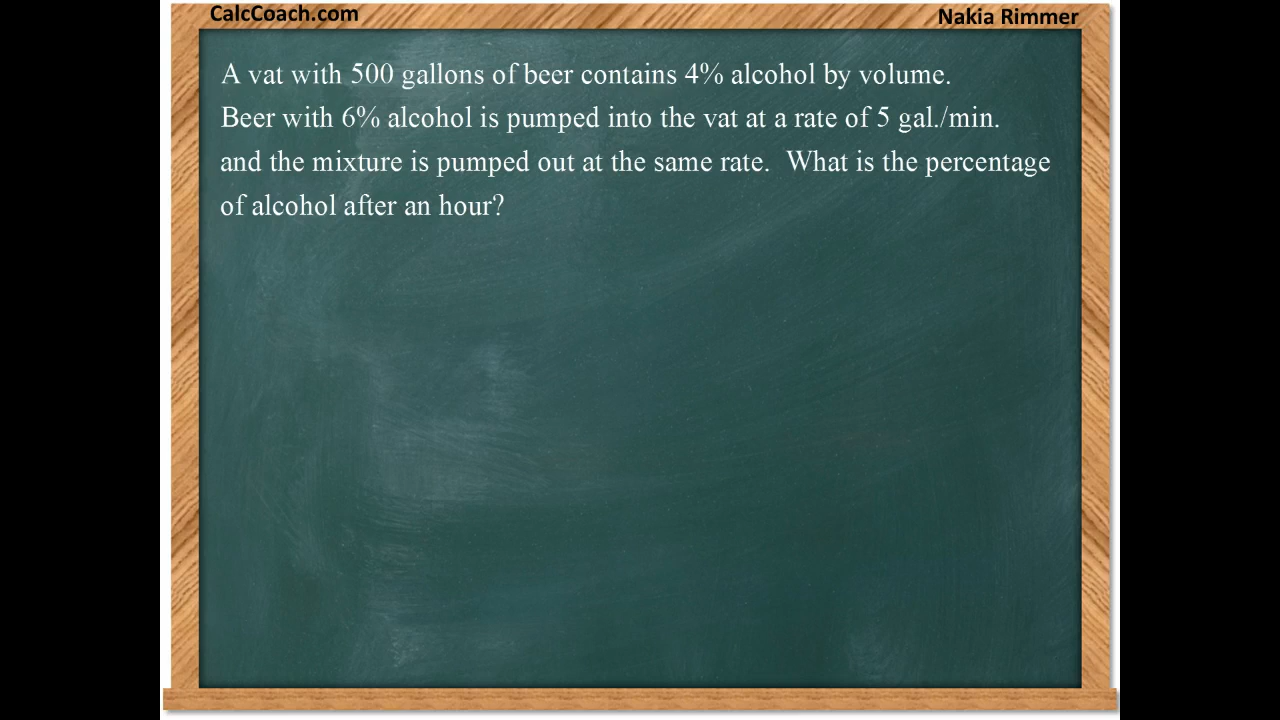 CalcCoach.com
Nakia Rimmer
A vat with 500 gallons of beer contains 4% alcohol by volume.
Beer with 6% alcohol is pumped into the vat at a rate of 5 gal./min.
and the mixture is pumped out at the same rate.  What is the percentage
of alcohol after an hour?